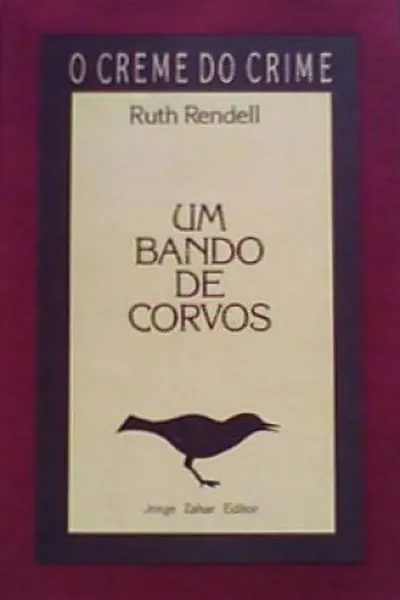 O CREME DO CRIME
Ruth Rendell
UM
BANDO
DE
CORVOS
Jorge Zahar Editor